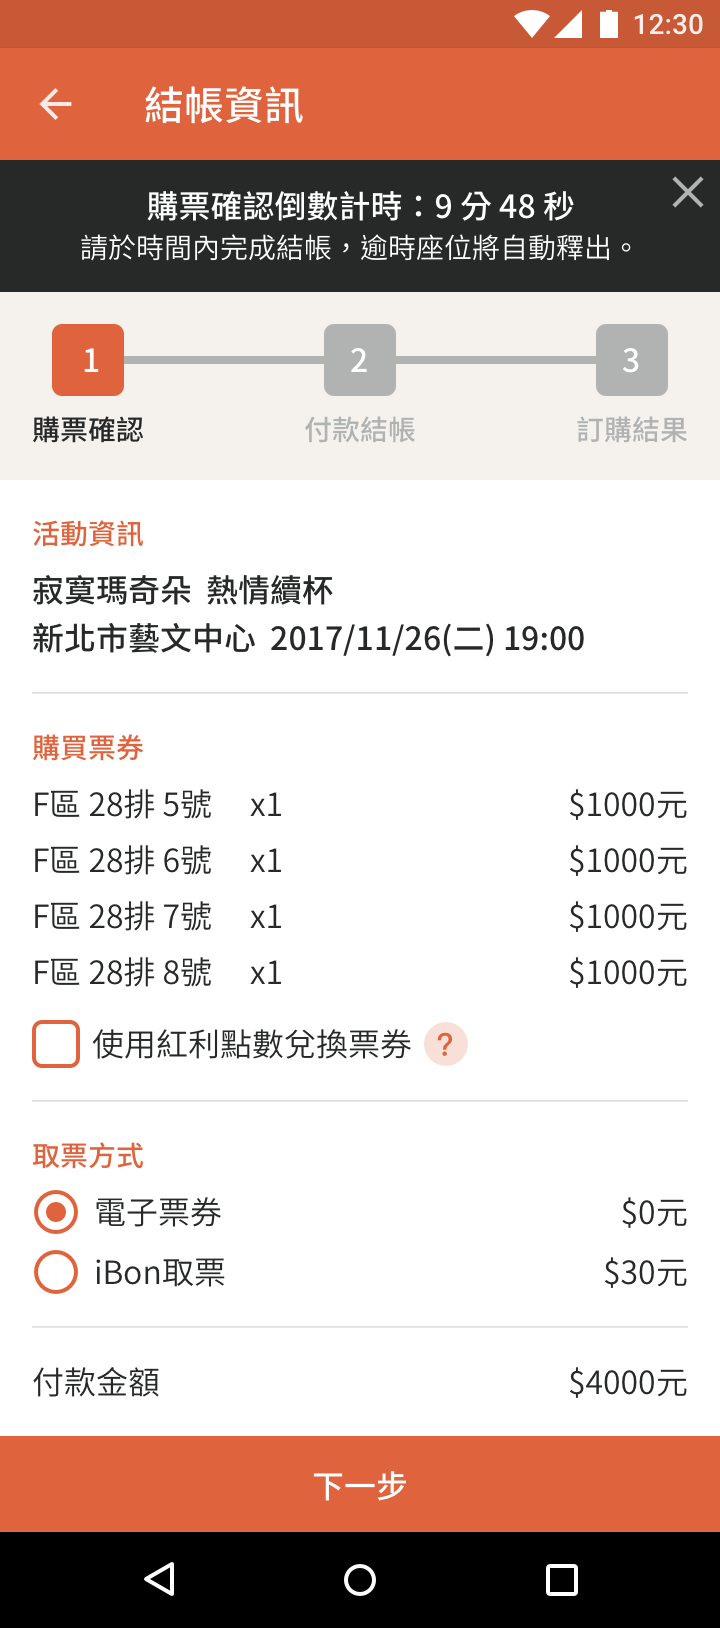 12:30
結帳資訊
購票確認倒數計時：9 分 48 秒
請於時間內完成結帳，逾時座位將自動釋出。
1 2 3
購票確認 付款結帳 訂購結果
活動資訊
寂寞瑪奇朵 熱情續杯
新北市藝文中心 2017/11/26(二) 19:00
購買票券
F區 28排 5號 x1 $1000元
F區 28排 6號 x1 $1000元
F區 28排 7號 x1 $1000元
F區 28排 8號 x1 $1000元
使用紅利點數兌換票券 ?
取票方式
電子票券 $0元
iBon取票 $30元
付款金額 $4000元
下一步